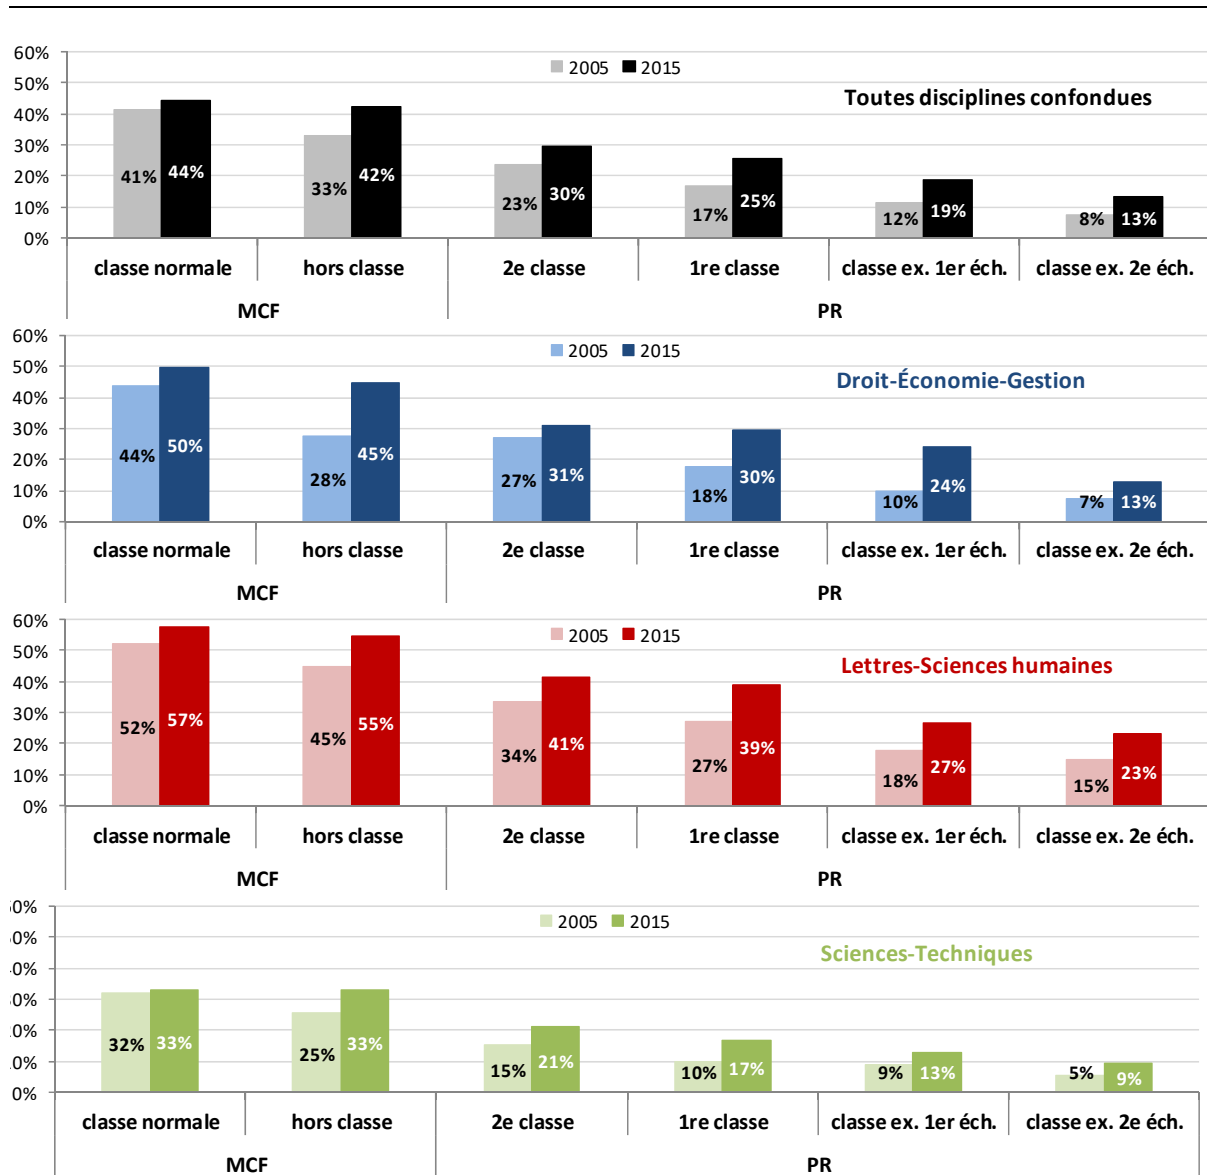 60%
2005 2015
50%
Toutes disciplines confondues
40%
30%
20%
41% 44% 33% 42% 23% 30% 17% 25% 12% 19% 8% 13%
10%
0%
classe normale hors classe 2e classe 1re classe classe ex. 1er éch. classe ex. 2e éch.
MCF PR
60%
2005 2015
50%
Droit-Économie-Gestion
40%
30%
20%
44% 50% 28% 45% 27% 31% 18% 30% 10% 24% 7% 13%
10%
0%
classe normale hors classe 2e classe 1re classe classe ex. 1er éch. classe ex. 2e éch.
MCF PR
60%
2005 2015
50%
Lettres-Sciences humaines
40%
30%
20%
52% 57% 45% 55% 34% 41% 27% 39% 18% 27% 15% 23%
10%
0%
classe normale hors classe 2e classe 1re classe classe ex. 1er éch. classe ex. 2e éch.
MCF PR
2005 2015
Sciences-Techniques
32% 33% 25% 33% 15% 21% 10% 17% 9% 13% 5% 9%
0%
classe normale hors classe 2e classe 1re classe classe ex. 1er éch. classe ex. 2e éch.
MCF PR